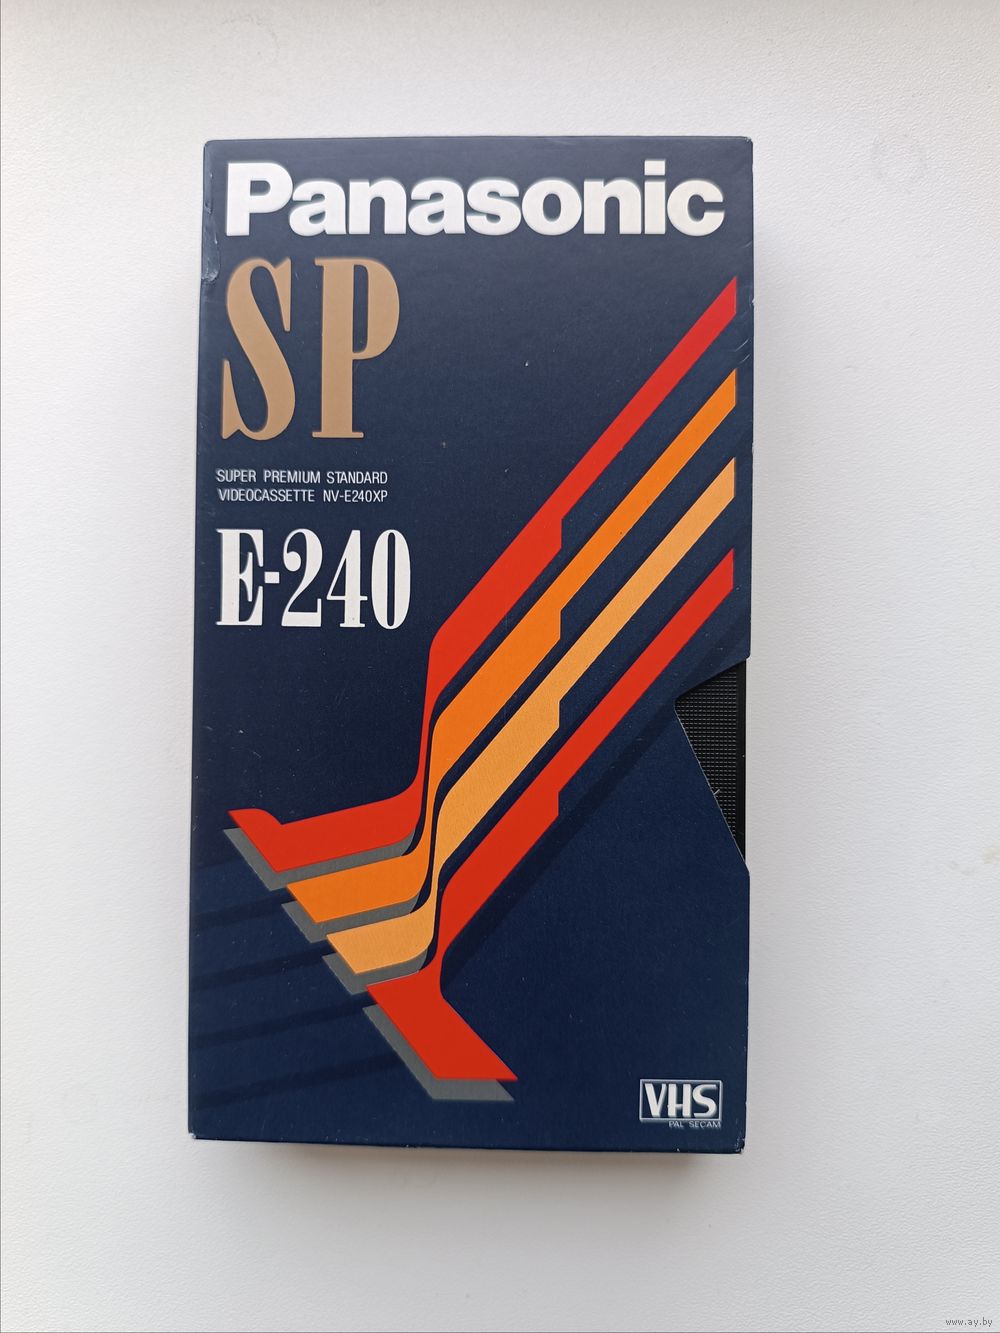 Panasonic
SP
SUPER PREMIUM STANDARD
VIDEOCASSETTE NV-E240XP
E-240
VHS
PAL SECAM
www.ay.by